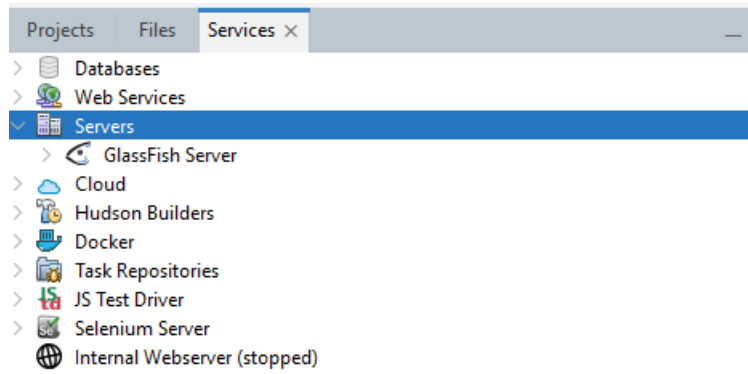 Projects Files Services ×
Databases
Web Services
Servers
GlassFish Server
Cloud
Hudson Builders
Docker
Task Repositories
JS Test Driver
Selenium Server
Internal Webserver (stopped)